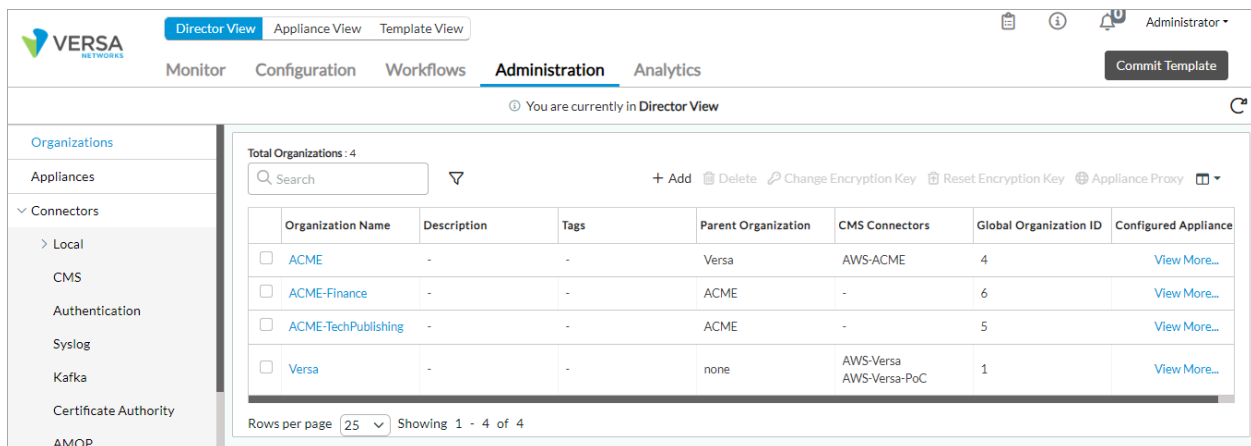 VERSA
NETWORKS
Director View Appliance View Template View
Administrator
Monitor Configuration Workflows Administration Analytics
Commit Template
You are currently in Director View
Organizations
Appliances
Connectors
Local
CMS
Authentication
Syslog
Kafka
Certificate Authority
AMQP
Total Organizations : 4
Search
+ Add Delete Change Encryption Key Reset Encryption Key Appliance Proxy
Organization Name Description Tags Parent Organization CMS Connectors Global Organization ID Configured Appliance
ACME - - Versa AWS-ACME 4 View More...
ACME-Finance - - ACME - 6 View More...
ACME-TechPublishing - - ACME - 5 View More...
Versa - - none AWS-Versa 1 View More...
AWS-Versa-PoC
Rows per page 25 Showing 1 - 4 of 4